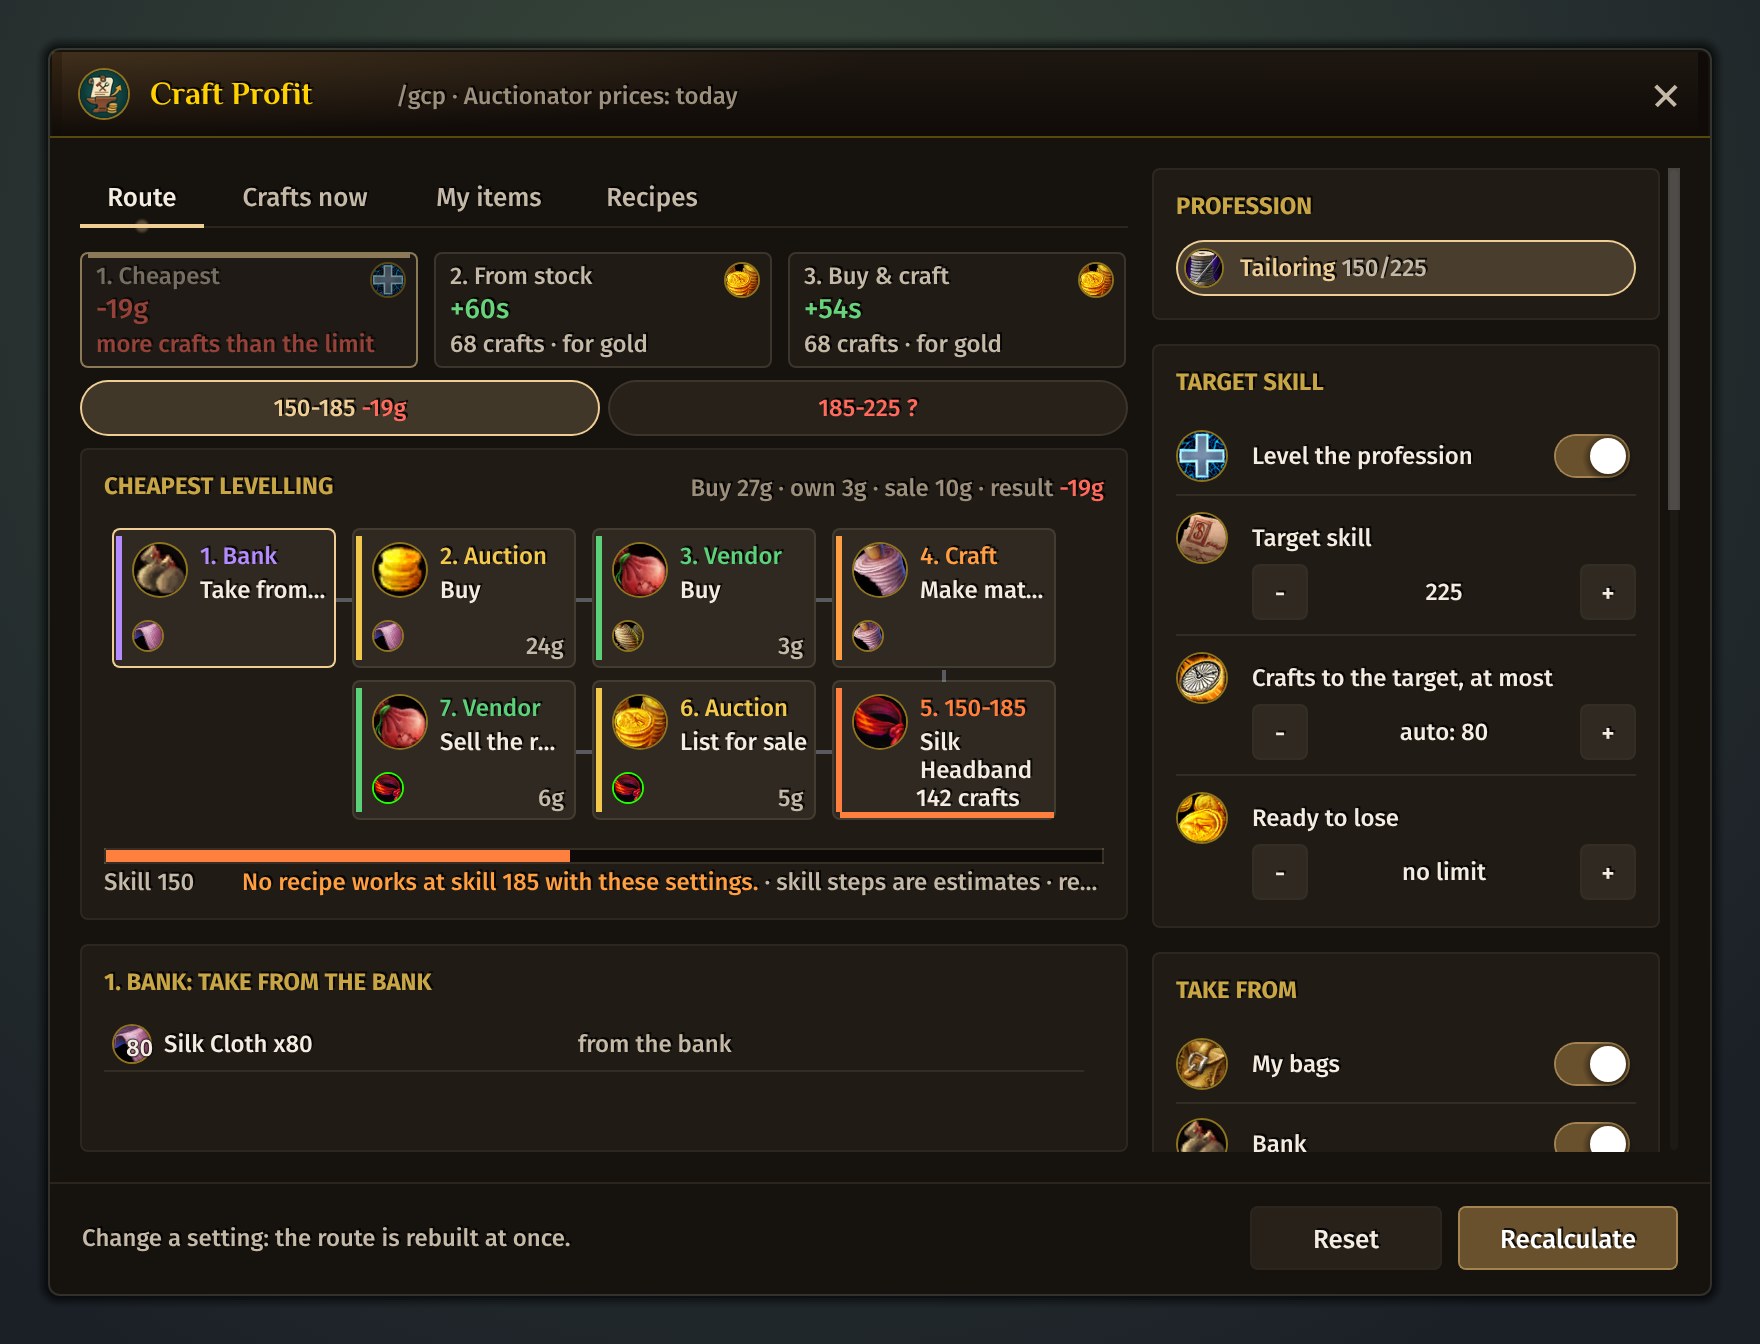 Craft Profit
/gcp · Auctionator prices: today
Route
Crafts now
My items
Recipes
1. Cheapest
-19g
more crafts than the limit
2. From stock
+60s
68 crafts · for gold
3. Buy & craft
+54s
68 crafts · for gold
150-185 -19g
185-225 ?
CHEAPEST LEVELLING
Buy 27g · own 3g · sale 10g · result -19g
1. Bank
Take from...
2. Auction
Buy
24g
3. Vendor
Buy
3g
4. Craft
Make mat...
7. Vendor
Sell the r...
6g
6. Auction
List for sale
5g
5. 150-185
Silk
Headband
142 crafts
Skill 150
No recipe works at skill 185 with these settings. · skill steps are estimates · re...
1. BANK: TAKE FROM THE BANK
80
Silk Cloth x80
from the bank
PROFESSION
Tailoring 150/225
TARGET SKILL
Level the profession
Target skill
-
225
+
Crafts to the target, at most
-
auto: 80
+
Ready to lose
-
no limit
+
TAKE FROM
My bags
Bank
Change a setting: the route is rebuilt at once.
Reset
Recalculate